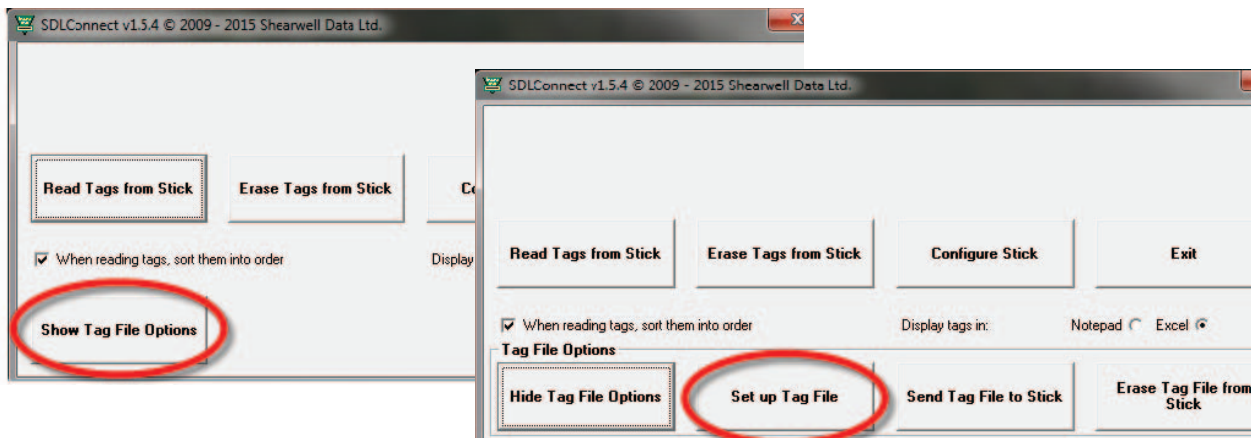 SDLConnect v1.5.4 © 2009 - 2015 Shearwell Data Ltd.
Read Tags from Stick
Erase Tags from Stick
When reading tags, sort them into order
Display
Show Tag File Options
SDLConnect v1.5.4 © 2009 - 2015 Shearwell Data Ltd.
Read Tags from Stick
Erase Tags from Stick
Configure Stick
Exit
When reading tags, sort them into order
Display tags in:
Notepad
Excel
Tag File Options
Hide Tag File Options
Set up Tag File
Send Tag File to Stick
Erase Tag File from
Stick